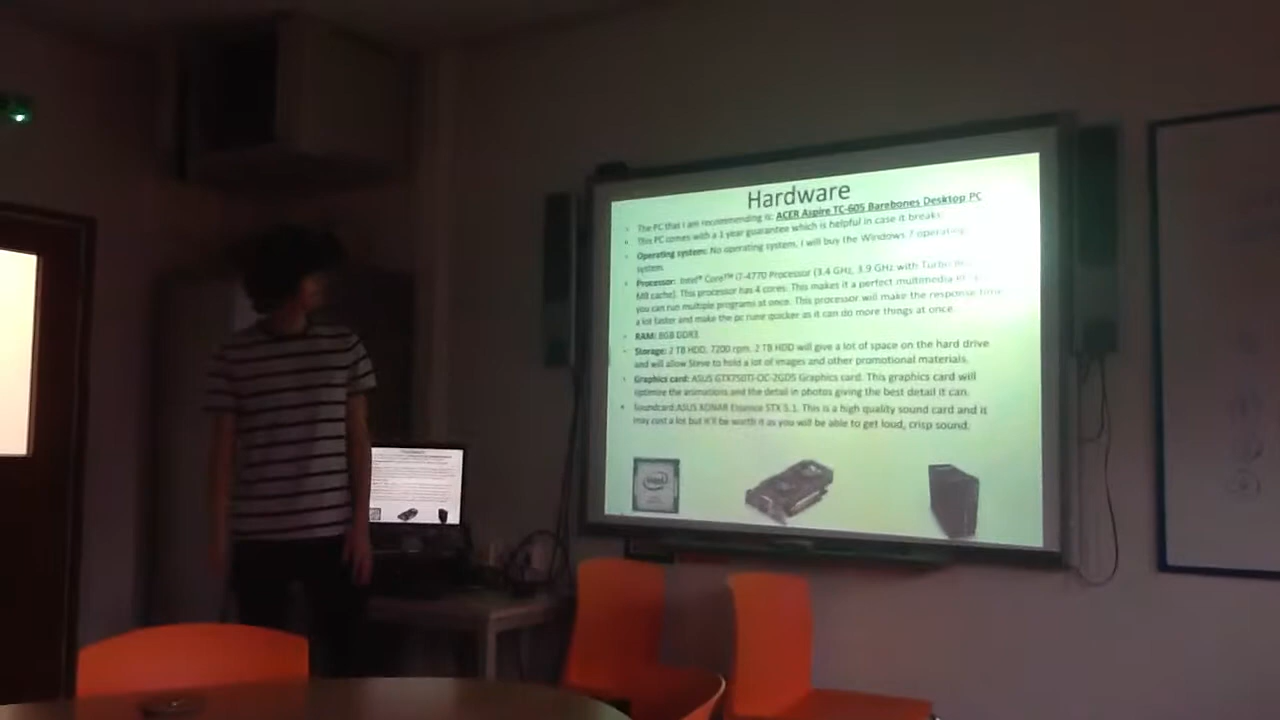 Hardware
The PC that I am recommending is: ACER Aspire TC-605 Barebones Desktop PC
This PC comes with a 1 year guarantee which is helpful in case it breaks.
Operating system: No operating system, I will buy the Windows 7 operating
system.
Processor: Intel® Core™ i7-4770 Processor (3.4 GHz, 3.9 GHz with Turbo
MB cache). This processor has 4 cores. This makes it a perfect multimedia
you can run multiple programs at once. This processor will make the response time
a lot faster and make the pc rune quicker as it can do more things at once.
RAM: 8GB DDR3
Storage: 2 TB HDD, 7200 rpm. 2 TB HDD will give a lot of space on the hard drive
and will allow Steve to hold a lot of images and other promotional materials.
Graphics card: ASUS GTX750TI-OC-2GD5 Graphics card. This graphics card will
optimize the animations and the detail in photos giving the best detail it can.
Soundcard:ASUS XONAR Essence STX 5.1. This is a high quality sound card and it
may cost a lot but it'll be worth it as you will be able to get loud, crisp sound.
intel